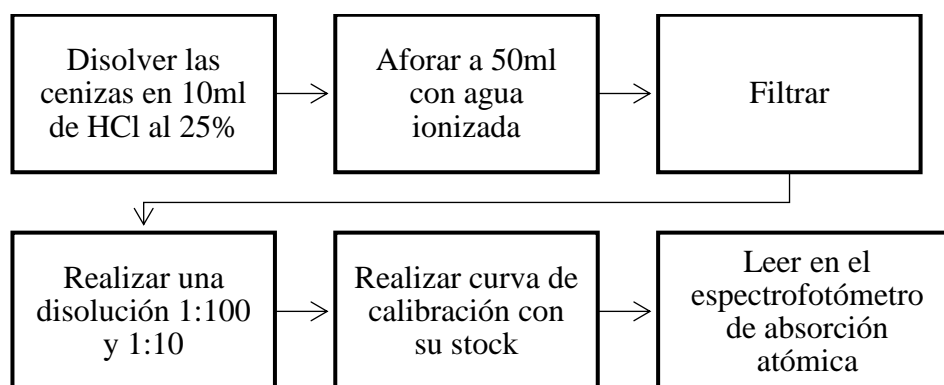 Disolver las
cenizas en 10ml
de HCl al 25%
Aforar a 50ml
con agua
ionizada
Filtrar
Realizar una
disolución 1:100
y 1:10
Realizar curva de
calibración con
su stock
Leer en el
espectrofotómetro
de absorción
atómica